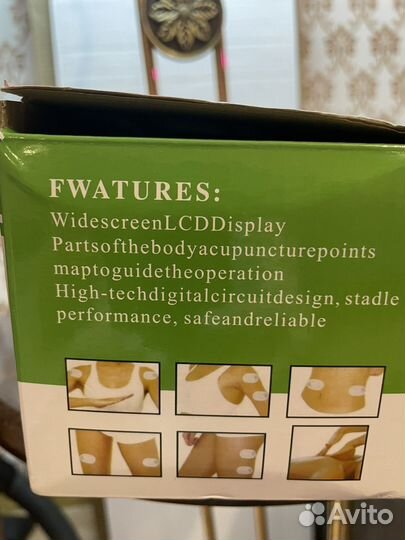 FWATURES:
WidescreenLCDDisplay
Partsofthebodyacupuncturepoints
maptoguidetheoperation
High-techdigitalcircuitdesign, stadle
performance, safeandreliable
Avito